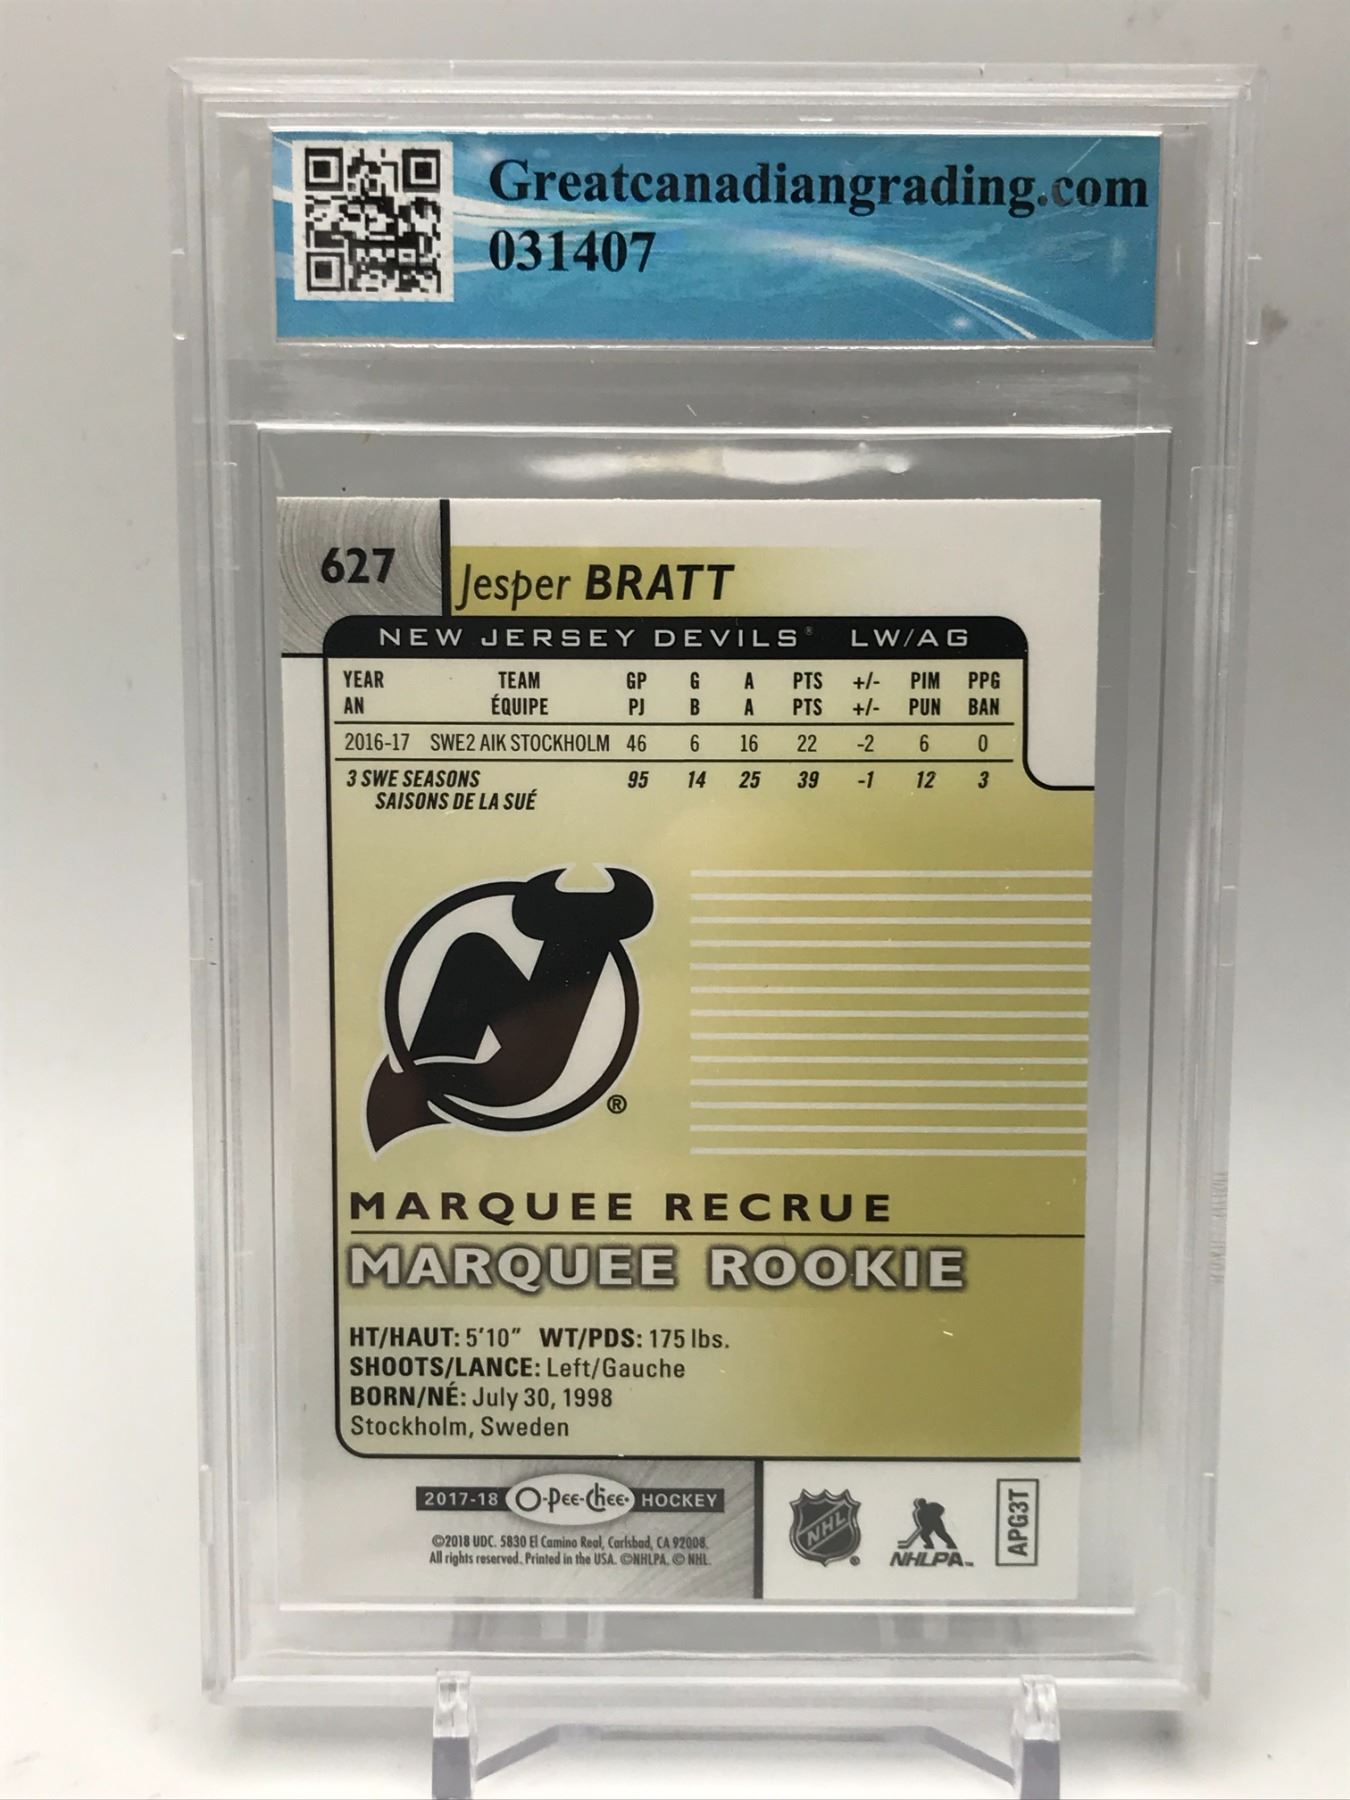 Greatcanadiangrading.com
031407
627
Jesper BRATT
NEW JERSEY DEVILS® LW/AG
YEAR TEAM GP G A PTS +/- PIM PPG
AN ÉQUIPE PJ B A PTS +/- PUN BAN
2016-17 SWE2 AIK STOCKHOLM 46 6 16 22 -2 6 0
3 SWE SEASONS 95 14 25 39 -1 12 3
SAISONS DE LA SUÉ
NJ
®
MARQUEE RECRUE
MARQUEE ROOKIE
HT/HAUT: 5'10" WT/PDS: 175 lbs.
SHOOTS/LANCE: Left/Gauche
BORN/NÉ: July 30, 1998
Stockholm, Sweden
2017-18 O-Pee-Chee® HOCKEY
©2018 UDC. 5830 El Camino Real, Carlsbad, CA 92008.
All rights reserved. Printed in the USA. ©NHLPA. © NHL.
NHL®
NHLPA™
APG3T